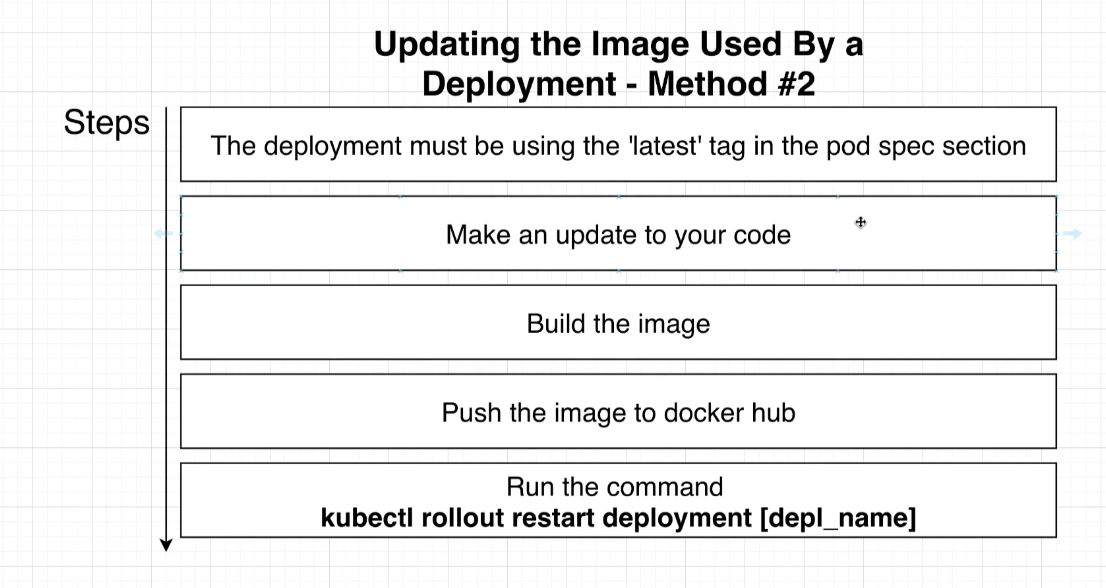 Updating the Image Used By a
Deployment - Method #2
Steps
The deployment must be using the 'latest' tag in the pod spec section
Make an update to your code
Build the image
Push the image to docker hub
Run the command
kubectl rollout restart deployment [depl_name]